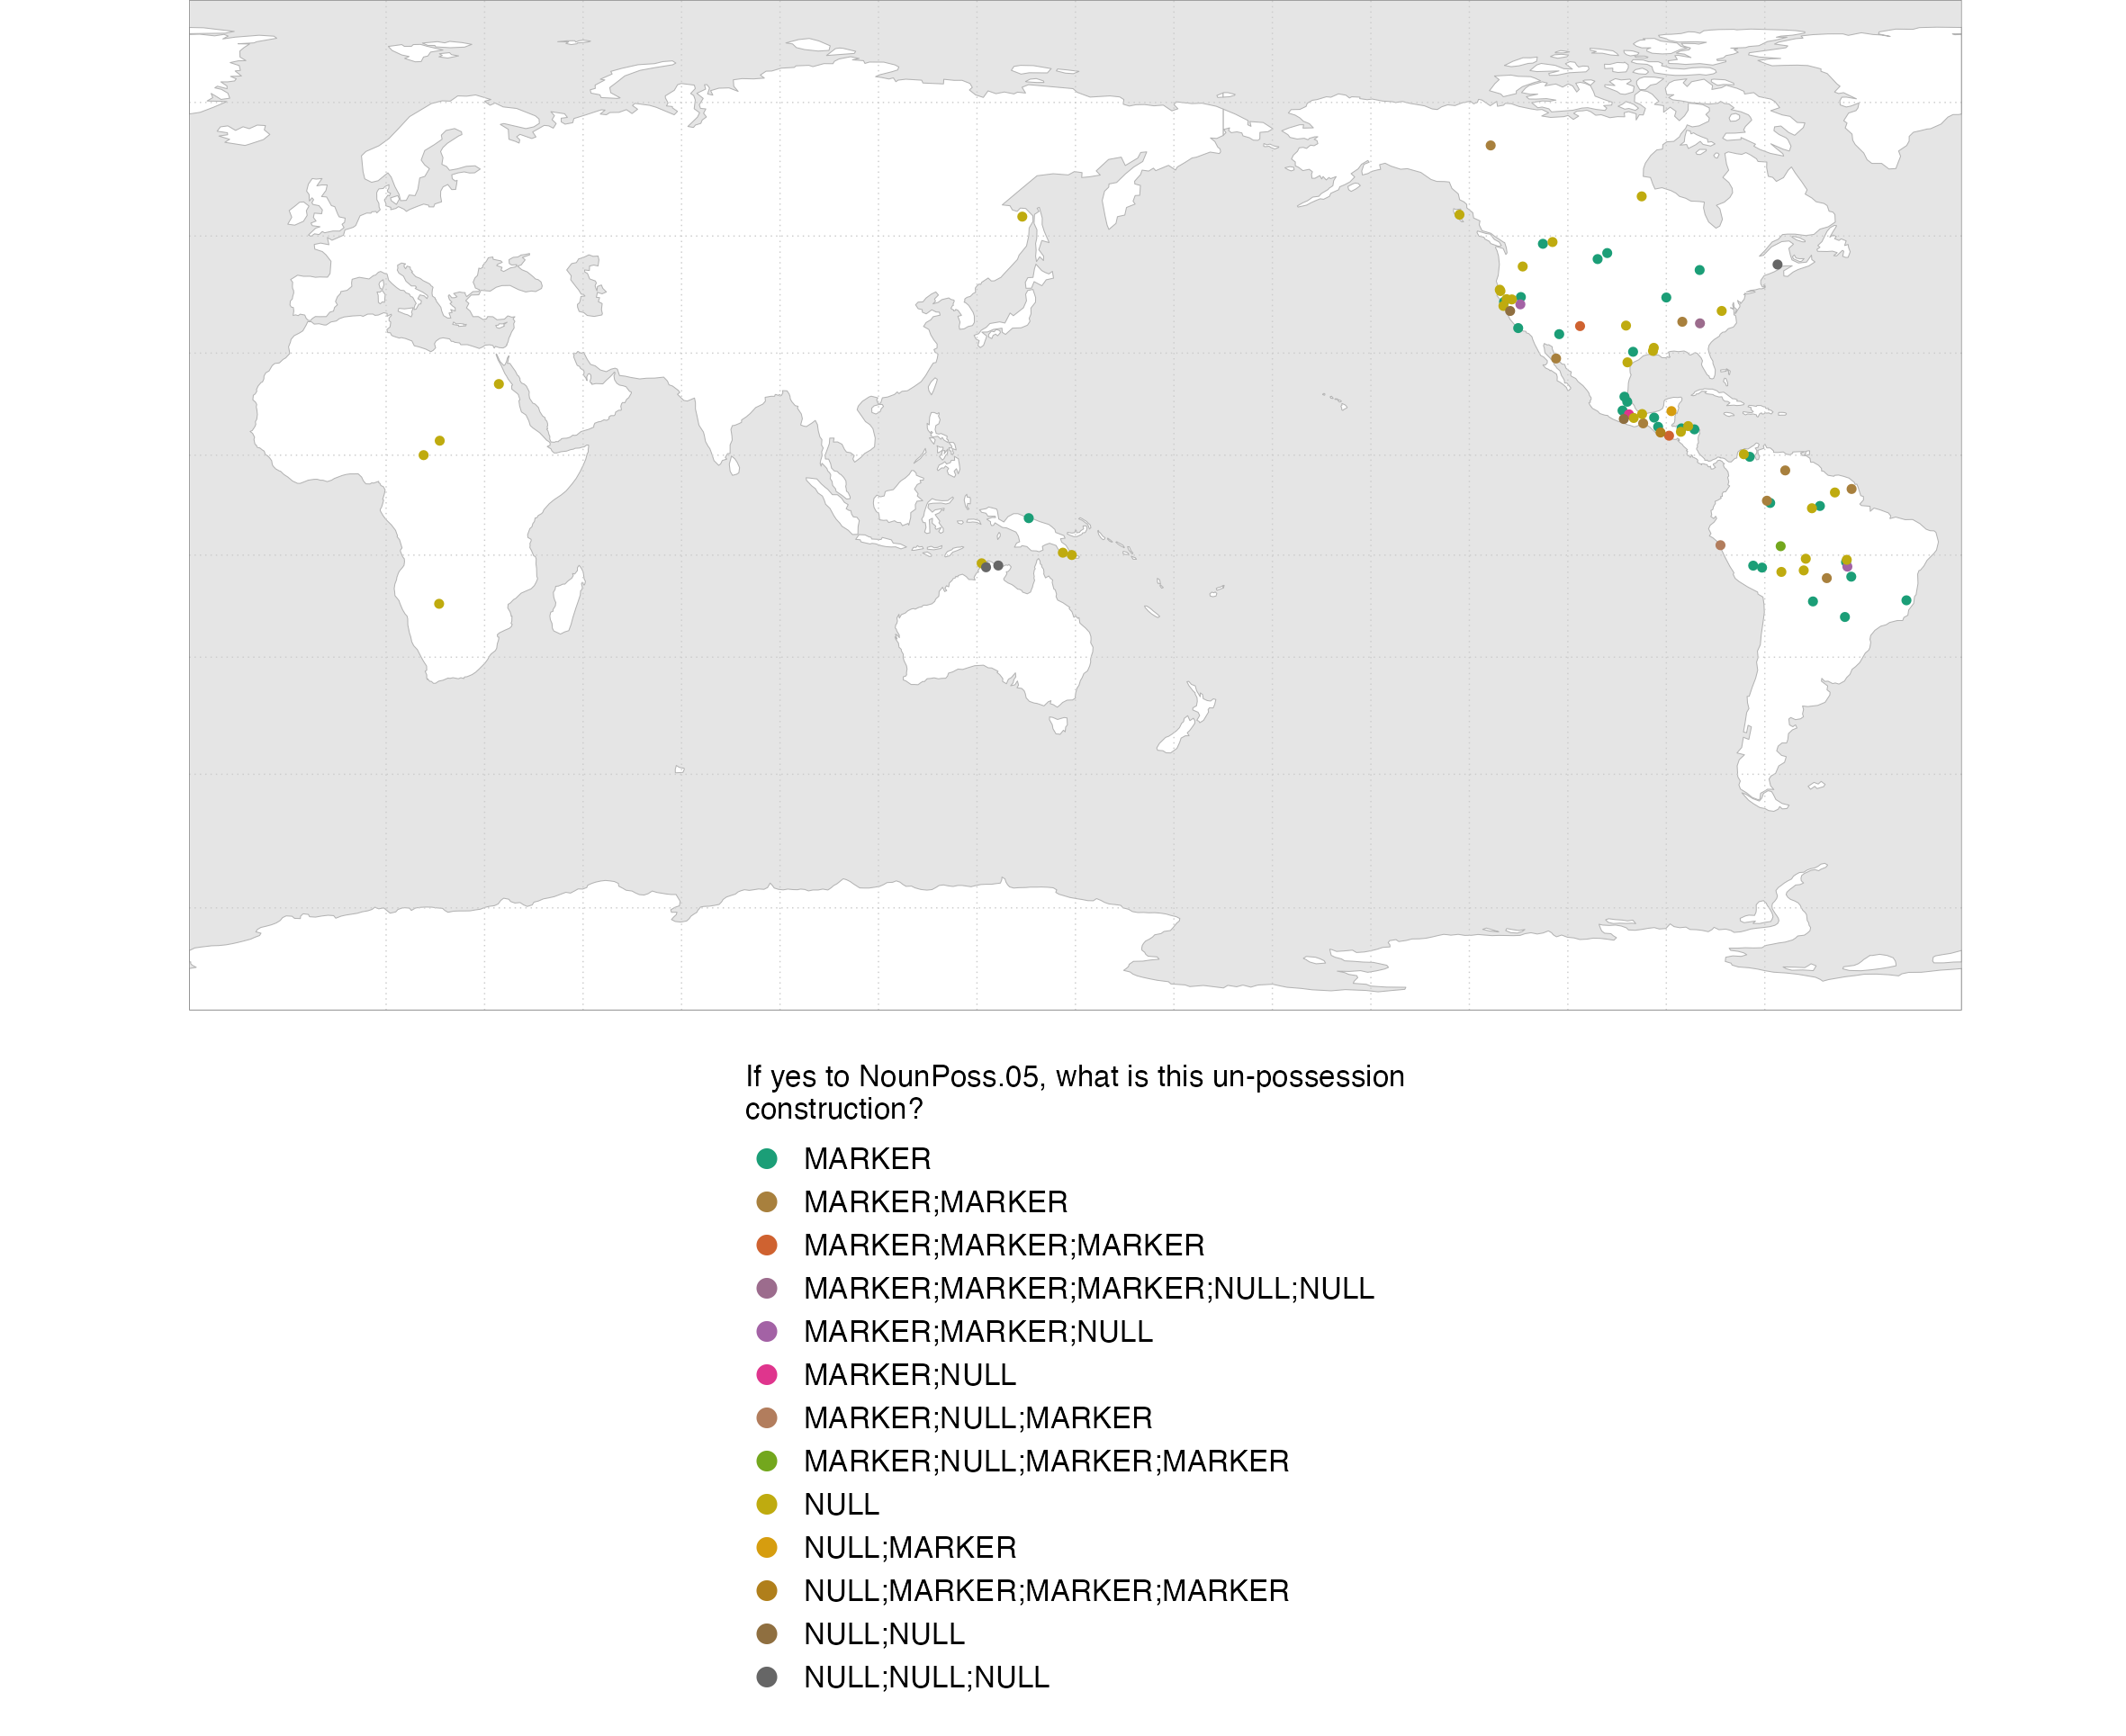 If yes to NounPoss.05, what is this un-possession
construction?
MARKER
MARKER;MARKER
MARKER;MARKER;MARKER
MARKER;MARKER;MARKER;NULL;NULL
MARKER;MARKER;NULL
MARKER;NULL
MARKER;NULL;MARKER
MARKER;NULL;MARKER;MARKER
NULL
NULL;MARKER
NULL;MARKER;MARKER;MARKER
NULL;NULL
NULL;NULL;NULL